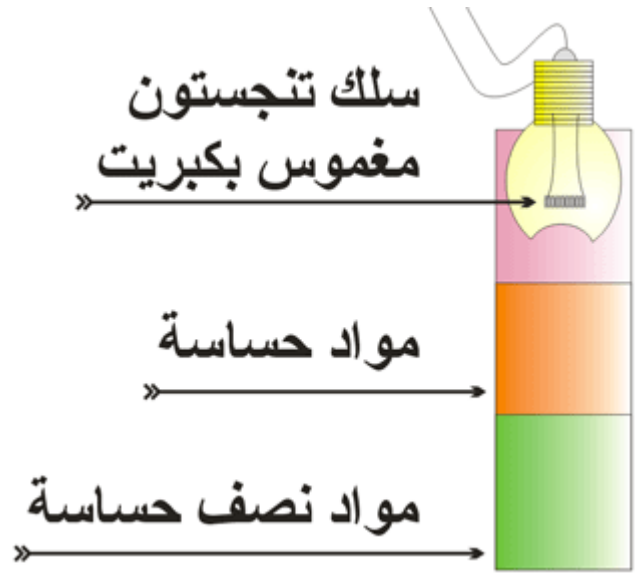 سلك تنجستون
مغموس بكبريت
مواد حساسة
مواد نصف حساسة